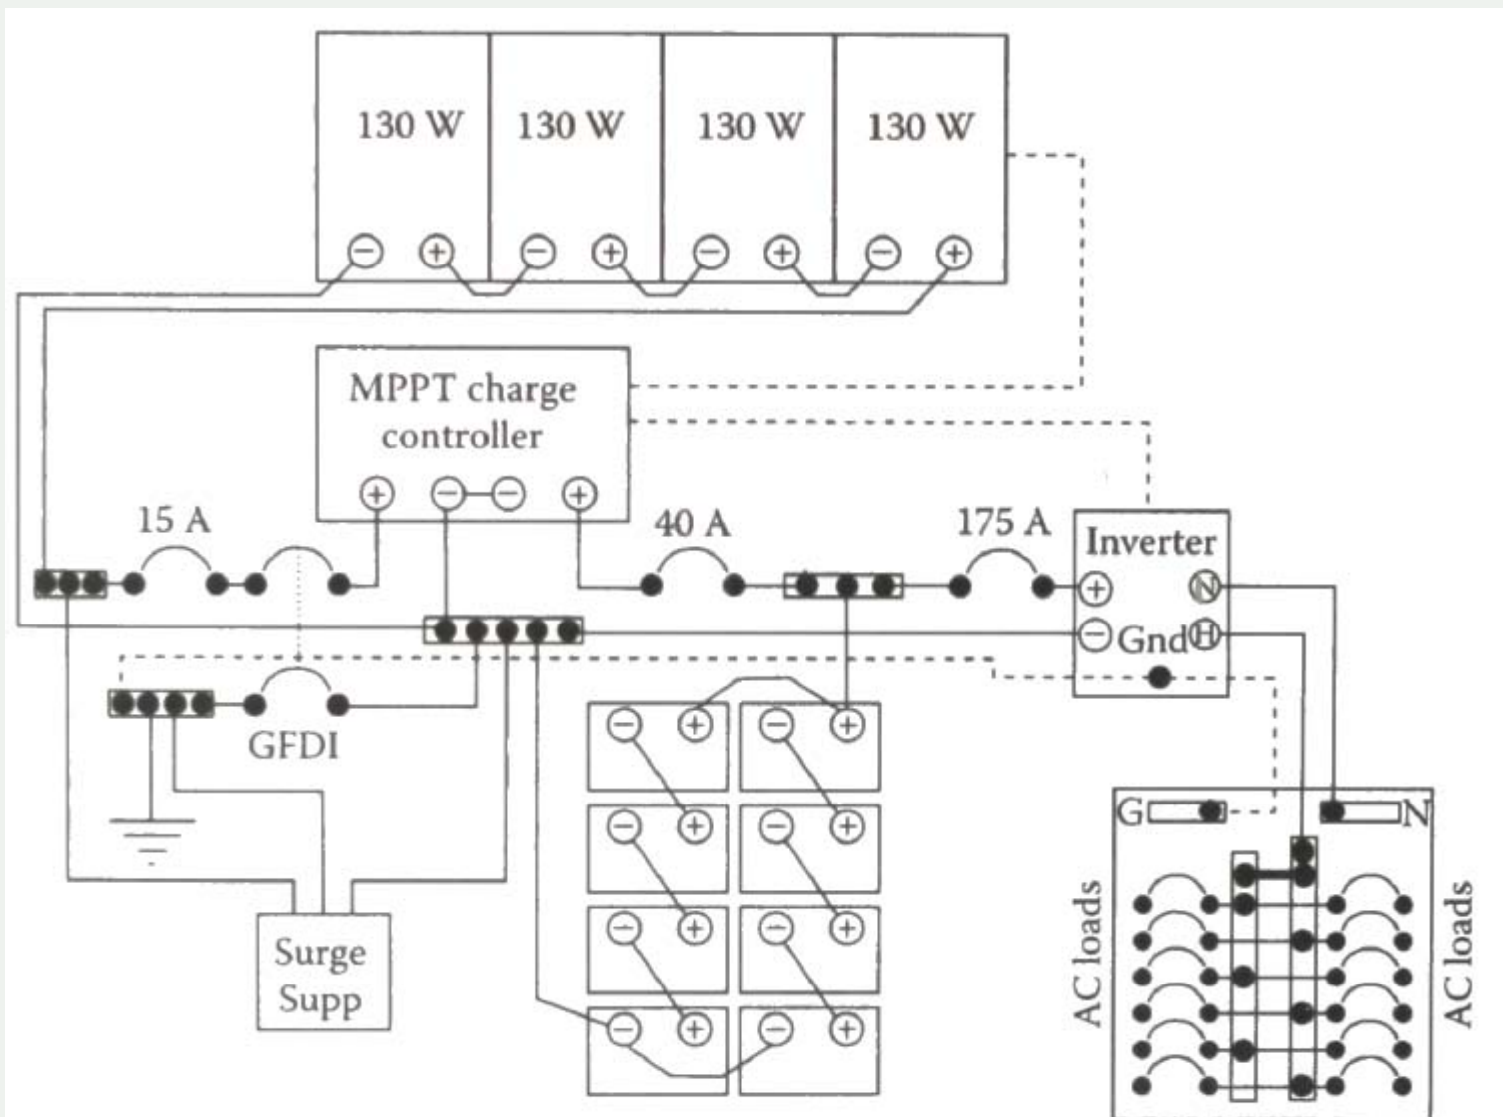 130 W 130 W 130 W 130 W
MPPT charge
controller
15 A
40 A
175 A
Inverter
N
Gnd H
GFDI
G
N
Surge
Supp
AC loads
AC loads